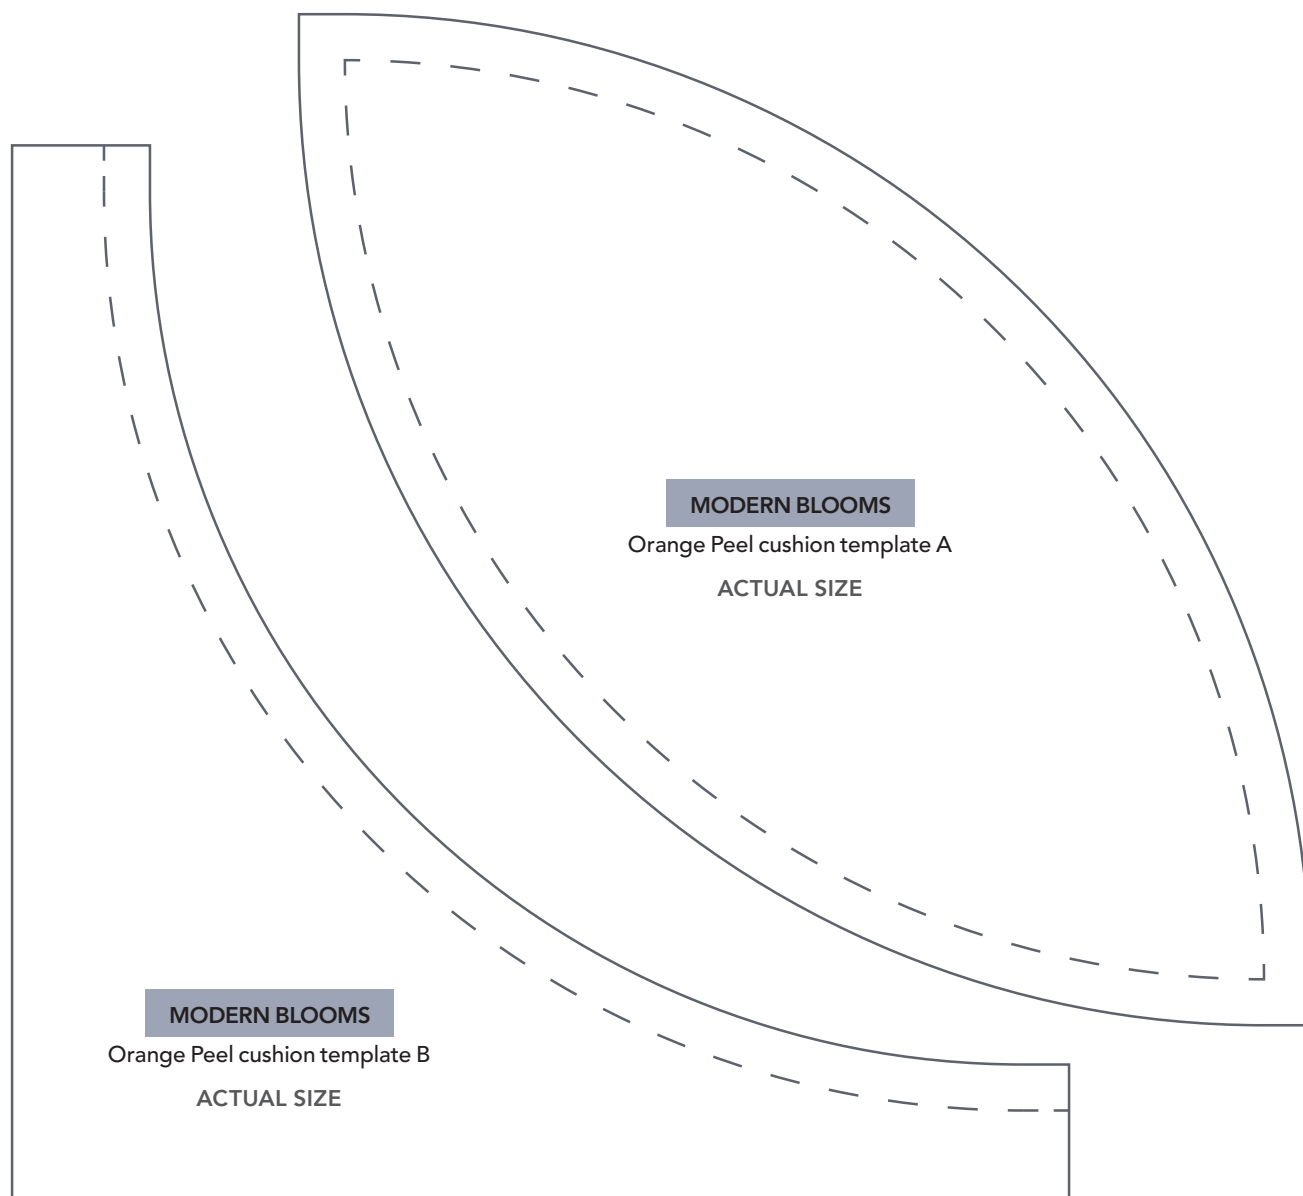 MODERN BLOOMS
Orange Peel cushion template A
ACTUAL SIZE
MODERN BLOOMS
Orange Peel cushion template B
ACTUAL SIZE